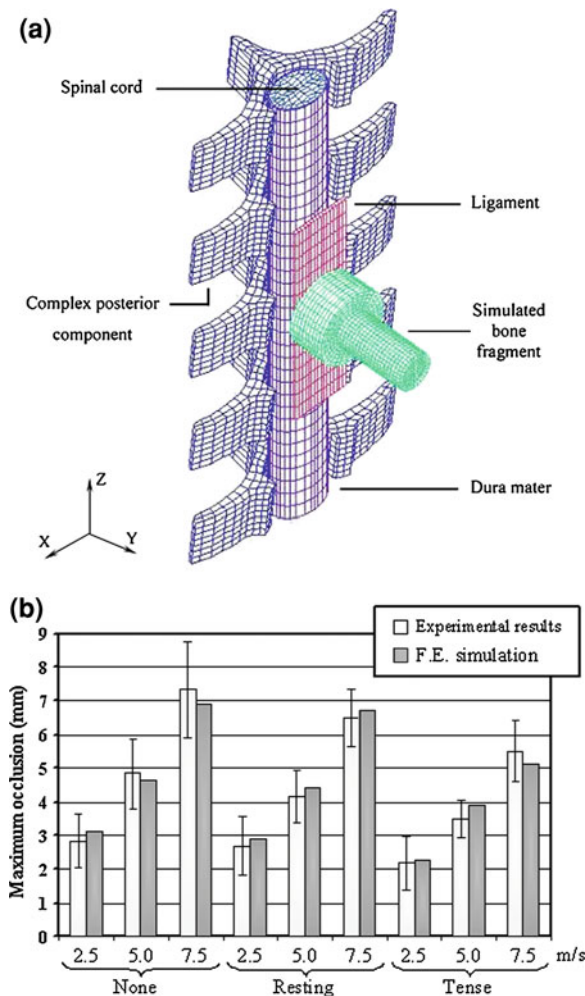 (a)
Spinal cord
Ligament
Complex posterior
component
Simulated
bone
fragment
Dura mater
Z
X
Y
(b)
Experimental results
F.E. simulation
Maximum occlusion (mm)
9
8
7
6
5
4
3
2
1
0
2.5 5.0 7.5 2.5 5.0 7.5 2.5 5.0 7.5 m/s
None Resting Tense